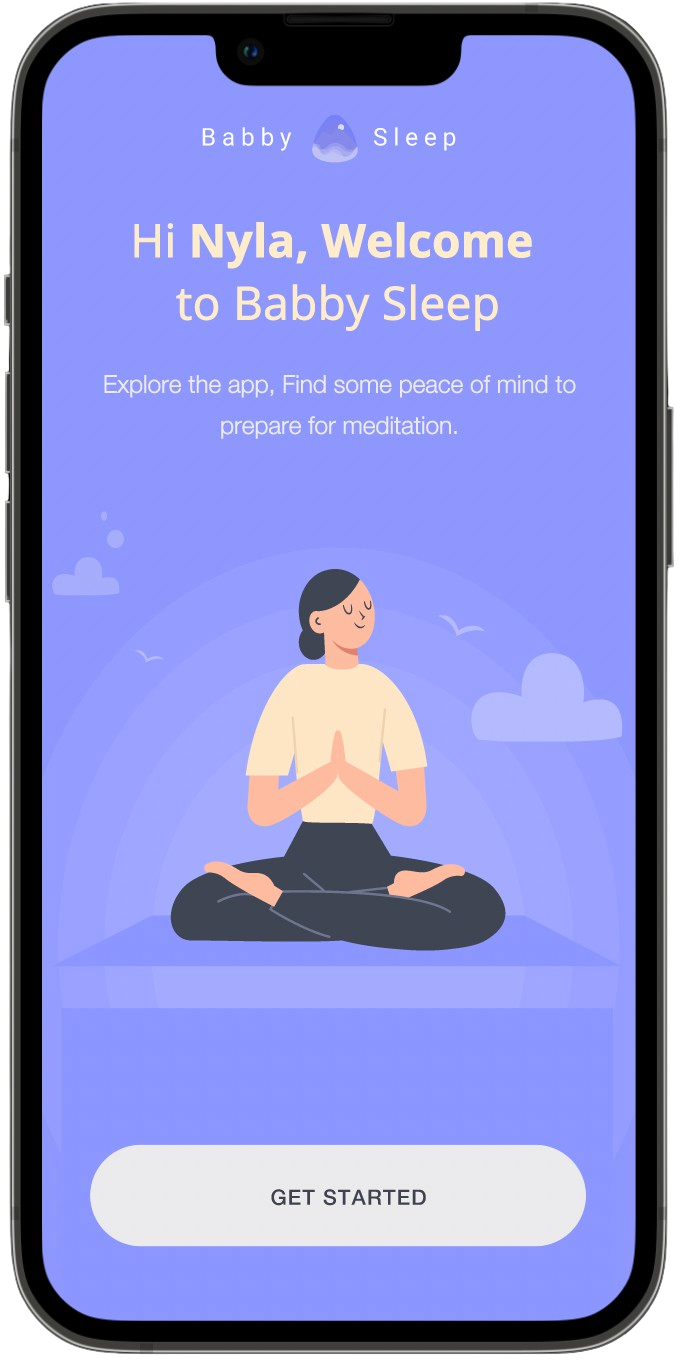 Babby Sleep
Hi Nyla, Welcome
to Babby Sleep
Explore the app, Find some peace of mind to
prepare for meditation.
GET STARTED